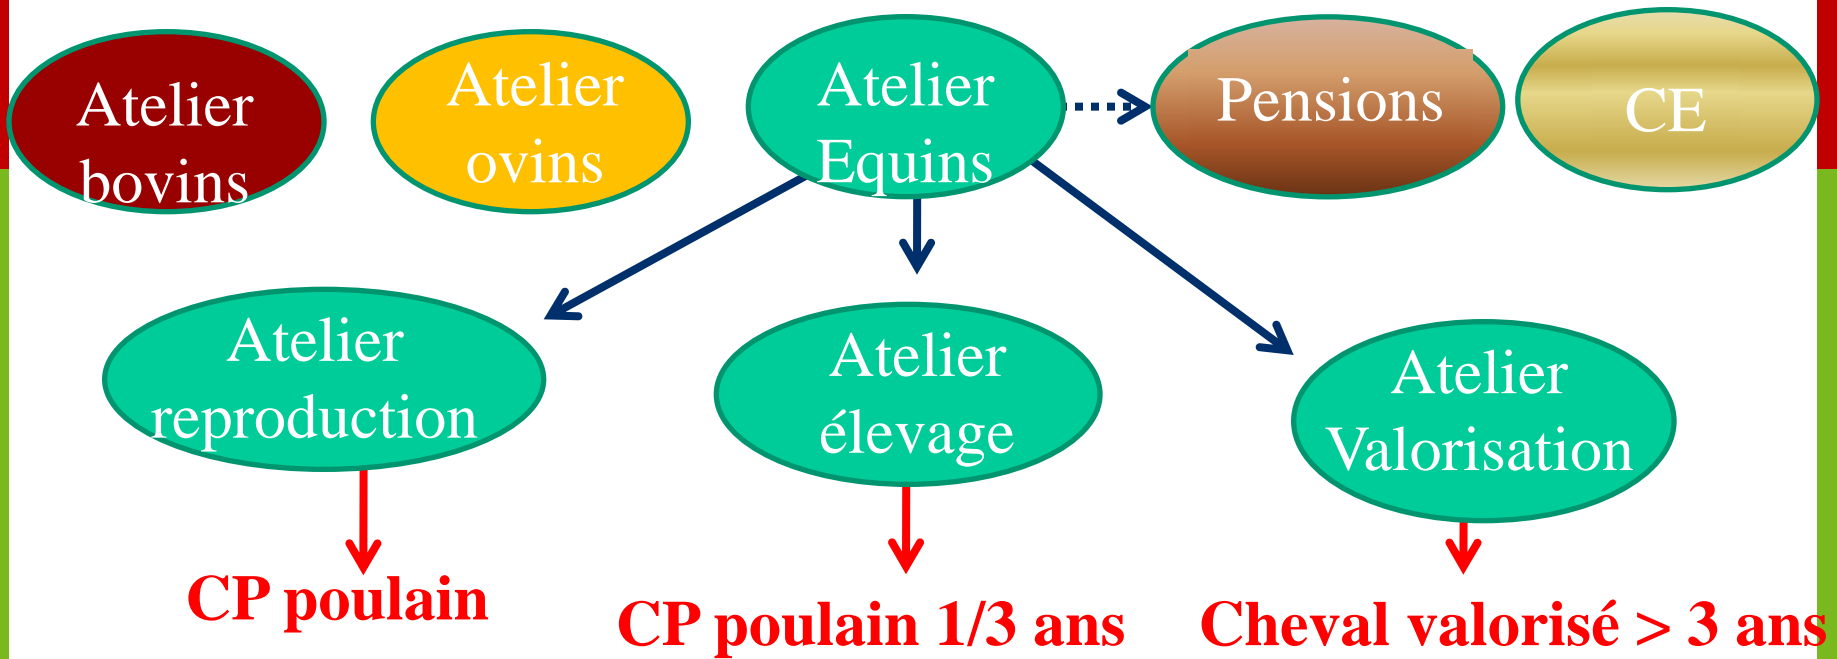 Atelier
bovins
Atelier
ovins
Atelier
Equins
Pensions
CE
Atelier
reproduction
Atelier
élevage
Atelier
Valorisation
CP poulain
CP poulain 1/3 ans
Cheval valorisé > 3 ans